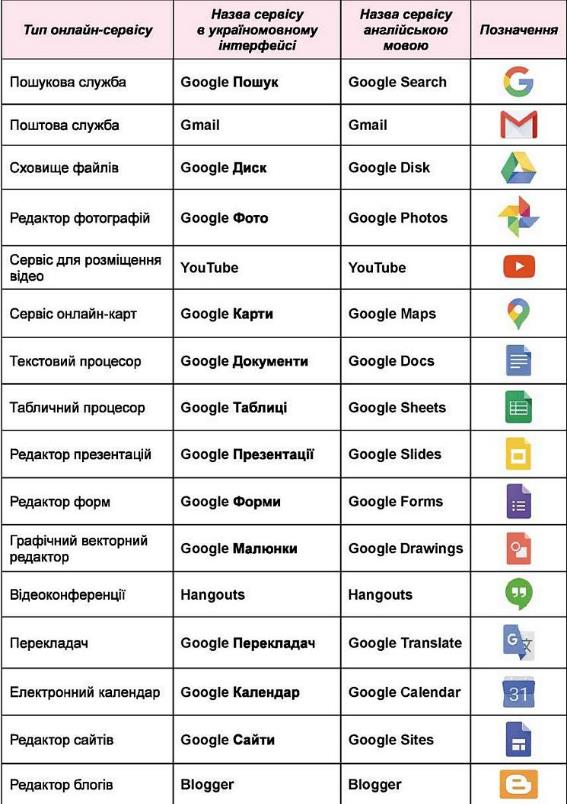 Тип онлайн-сервісу
Назва сервісу
в україномовному
інтерфейсі
Назва сервісу
англійською
мовою
Позначення
Пошукова служба
Google Пошук
Google Search
G
Поштова служба
Gmail
Gmail
Сховище файлів
Google Диск
Google Disk
Редактор фотографій
Google Фото
Google Photos
Сервіс для розміщення
відео
YouTube
YouTube
Сервіс онлайн-карт
Google Карти
Google Maps
Текстовий процесор
Google Документи
Google Docs
Табличний процесор
Google Таблиці
Google Sheets
Редактор презентацій
Google Презентації
Google Slides
Редактор форм
Google Форми
Google Forms
Графічний векторний
редактор
Google Малюнки
Google Drawings
Відеоконференції
Hangouts
Hangouts
Перекладач
Google Перекладач
Google Translate
G 文
Електронний календар
Google Календар
Google Calendar
31
Редактор сайтів
Google Сайти
Google Sites
Редактор блогів
Blogger
Blogger
B